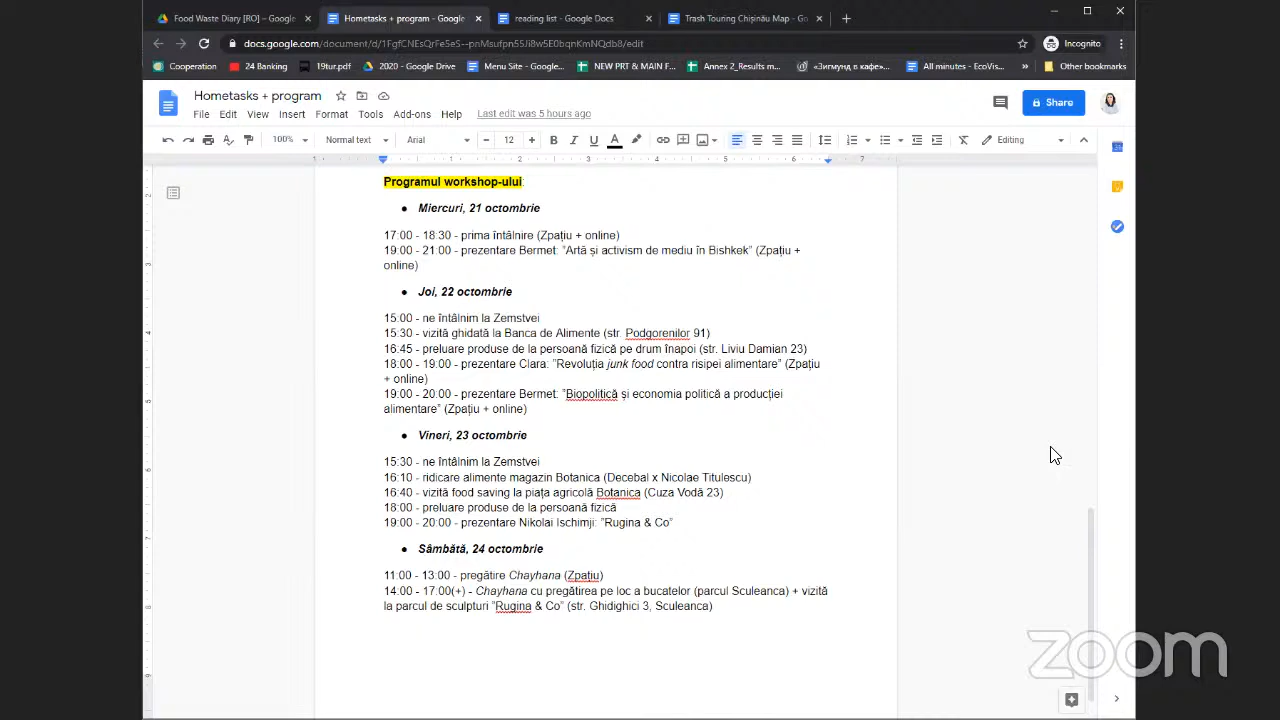 Food Waste Diary [RO] – Google
Hometasks + program - Google
reading list - Google Docs
Trash Touring Chișinău Map - Go
docs.google.com/document/d/1FgfCNEsQrFe5eS--pnMsufpn55Ji8w5E0bqnKmNQdb8/edit
Incognito
Cooperation
24 Banking
19tur.pdf
2020 - Google Drive
Menu Site - Google...
NEW PRT & MAIN F...
Annex 2_Results m...
«Зигмунд в кафе»...
All minutes - EcoVis...
Other bookmarks
Hometasks + program
File Edit View Insert Format Tools Add-ons Help
Last edit was 5 hours ago
Share
100% Normal text Arial 12 Editing
Programul workshop-ului:
Miercuri, 21 octombrie
17:00 - 18:30 - prima întâlnire (Zpațiu + online)
19:00 - 21:00 - prezentare Bermet: ”Artă și activism de mediu în Bishkek” (Zpațiu +
online)
Joi, 22 octombrie
15:00 - ne întâlnim la Zemstvei
15:30 - vizită ghidată la Banca de Alimente (str. Podgorenilor 91)
16:45 - preluare produse de la persoană fizică pe drum înapoi (str. Liviu Damian 23)
18:00 - 19:00 - prezentare Clara: ”Revoluția junk food contra risipei alimentare” (Zpațiu
+ online)
19:00 - 20:00 - prezentare Bermet: ”Biopolitică și economia politică a producției
alimentare” (Zpațiu + online)
Vineri, 23 octombrie
15:30 - ne întâlnim la Zemstvei
16:10 - ridicare alimente magazin Botanica (Decebal x Nicolae Titulescu)
16:40 - vizită food saving la piața agricolă Botanica (Cuza Vodă 23)
18:00 - preluare produse de la persoană fizică
19:00 - 20:00 - prezentare Nikolai Ischimji: ”Rugina & Co”
Sâmbătă, 24 octombrie
11:00 - 13:00 - pregătire Chayhana (Zpațiu)
14:00 - 17:00(+) - Chayhana cu pregătirea pe loc a bucatelor (parcul Sculeanca) + vizită
la parcul de sculpturi ”Rugina & Co” (str. Ghidighici 3, Sculeanca)
zoom